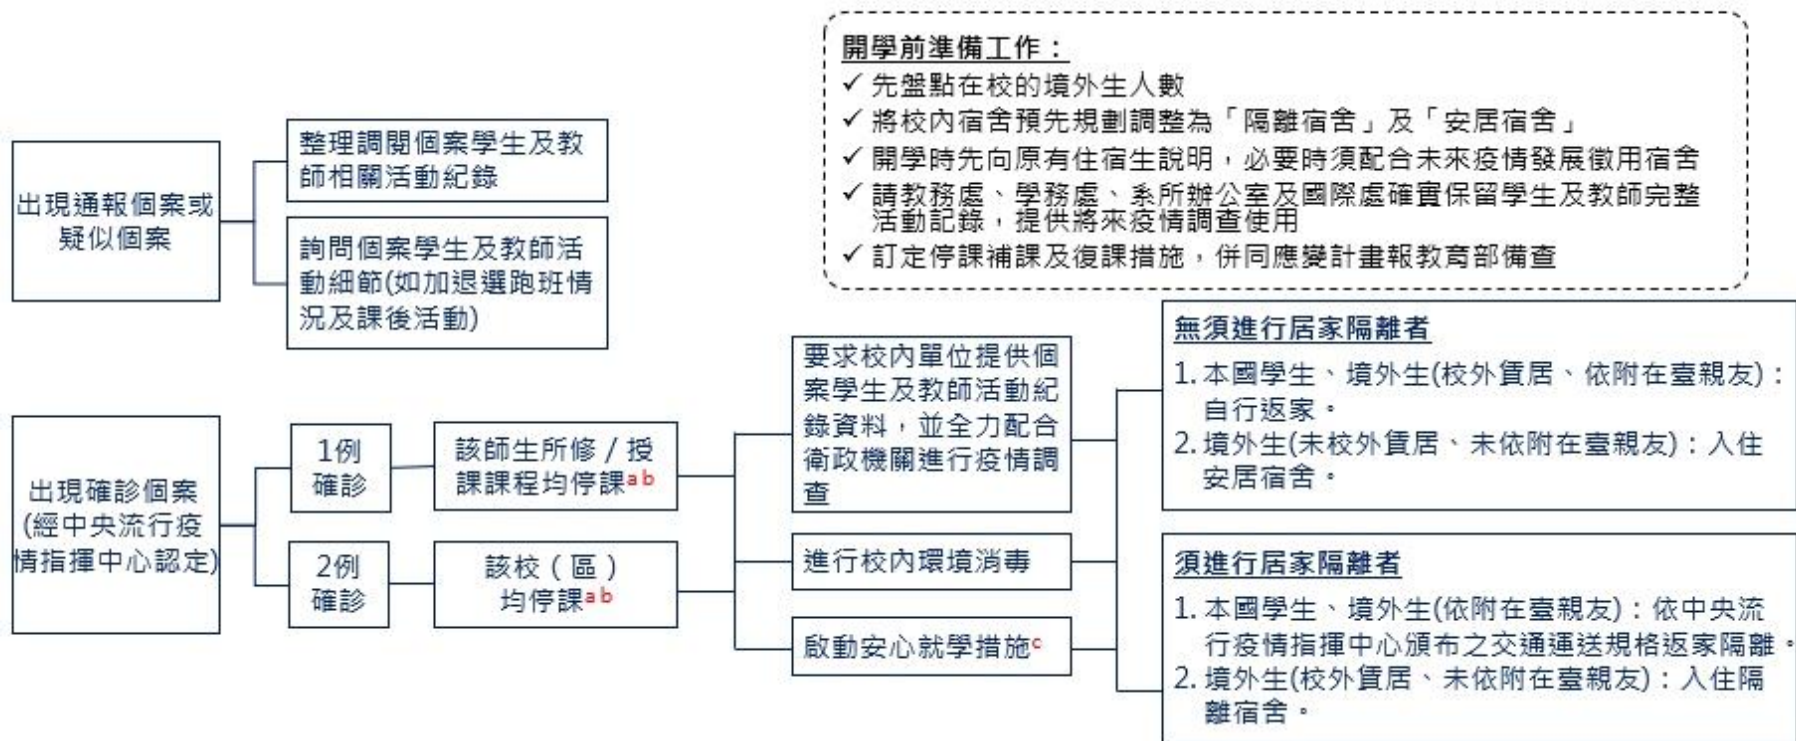 開學前準備工作：
✓ 先盤點在校的境外生人數
✓ 將校內宿舍預先規劃調整為「隔離宿舍」及「安居宿舍」
✓ 開學時先向原有住宿生說明，必要時須配合未來疫情發展徵用宿舍
✓ 請教務處、學務處、系所辦公室及國際處確實保留學生及教師完整
活動記錄，提供將來疫情調查使用
✓ 訂定停課補課及復課措施，併同應變計畫報教育部備查
出現通報個案或
疑似個案
整理調閱個案學生及教
師相關活動紀錄
詢問個案學生及教師活
動細節(如加退選跑班情
況及課後活動)
出現確診個案
(經中央流行疫
情指揮中心認定)
1例
確診
該師生所修／授
課課程均停課ab
2例
確診
該校（區）
均停課ab
要求校內單位提供個
案學生及教師活動紀
錄資料，並全力配合
衛政機關進行疫情調
查
進行校內環境消毒
啟動安心就學措施c
無須進行居家隔離者
1. 本國學生、境外生(校外賃居、依附在臺親友)：
自行返家。
2. 境外生(未校外賃居、未依附在臺親友)：入住
安居宿舍。
須進行居家隔離者
1. 本國學生、境外生(依附在臺親友)：依中央流
行疫情指揮中心頒布之交通運送規格返家隔離。
2. 境外生(校外賃居、未依附在臺親友)：入住隔
離宿舍。